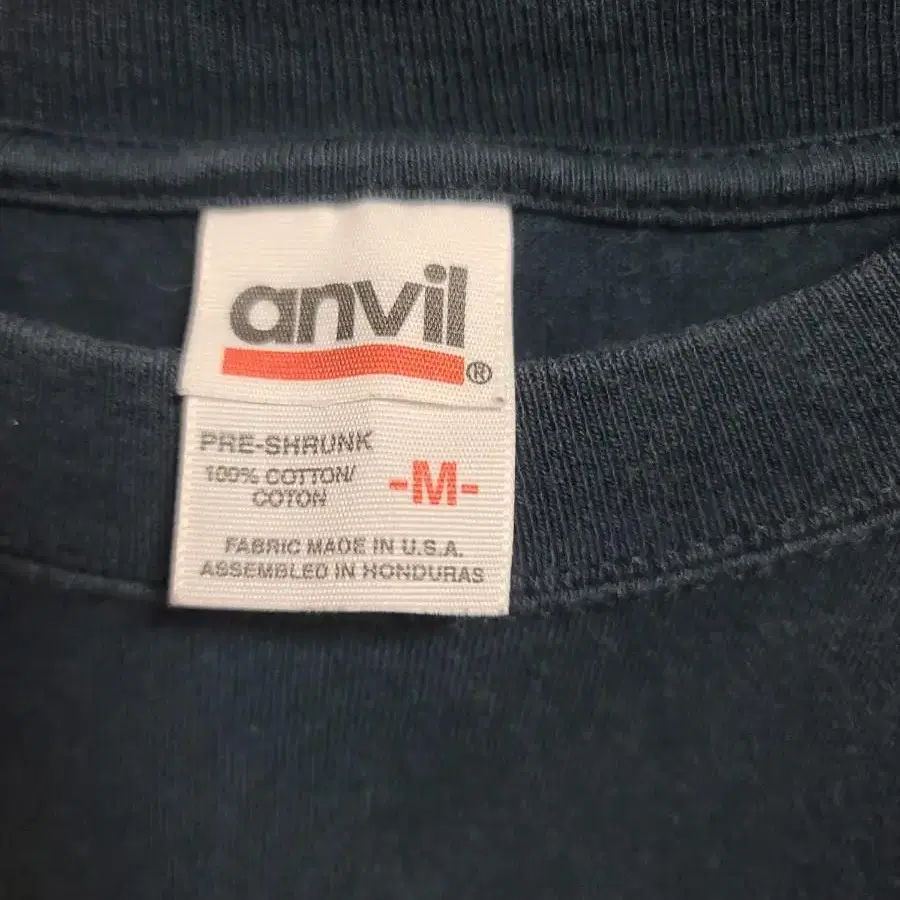 anvil®
PRE-SHRUNK
100% COTTON/
COTON
-M-
FABRIC MADE IN U.S.A.
ASSEMBLED IN HONDURAS